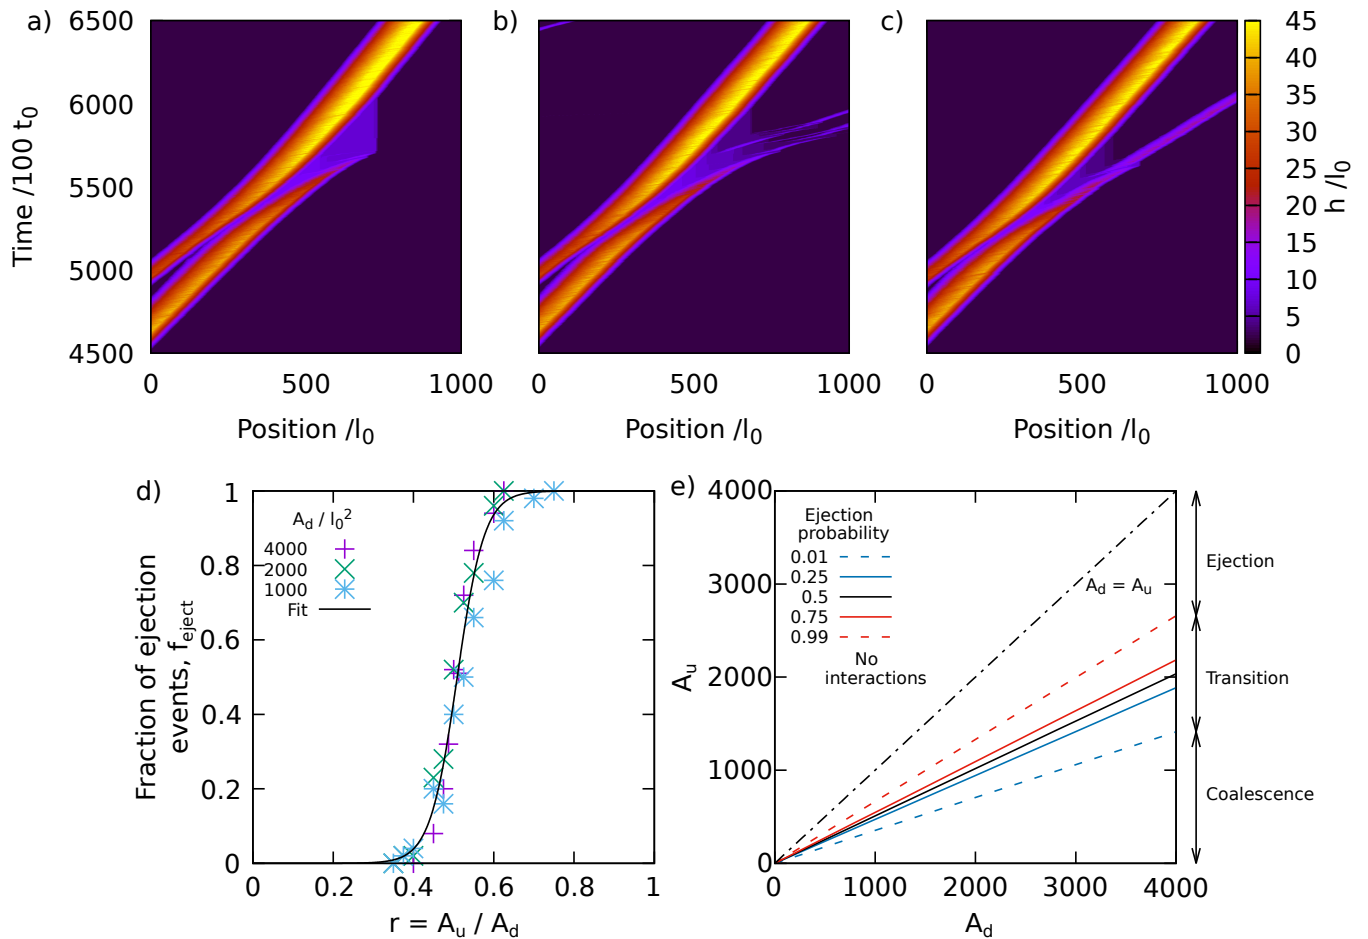 a)
b)
c)
6500
6000
5500
5000
4500
Time /100 t0
0
500
1000
Position /l0
0
500
1000
Position /l0
0
500
1000
Position /l0
45
40
35
30
25
20
15
10
5
0
h /l0
d)
1
0.8
0.6
0.4
0.2
0
Fraction of ejection
events, feject
Ad / l0²
4000
2000
1000
Fit
0
0.2
0.4
0.6
0.8
1
r = Au / Ad
e)
4000
3000
2000
1000
0
Au
Ejection
probability
0.01
0.25
0.5
0.75
0.99
No
interactions
Ad = Au
Ejection
Transition
Coalescence
0
1000
2000
3000
4000
Ad